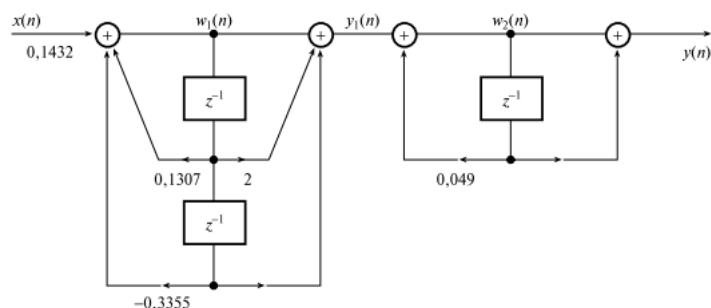 x(n) w₁(n) y₁(n) w₂(n)
+ + + +
0,1432 y(n)
z⁻¹ z⁻¹
0,1307 2 0,049
z⁻¹
–0,3355